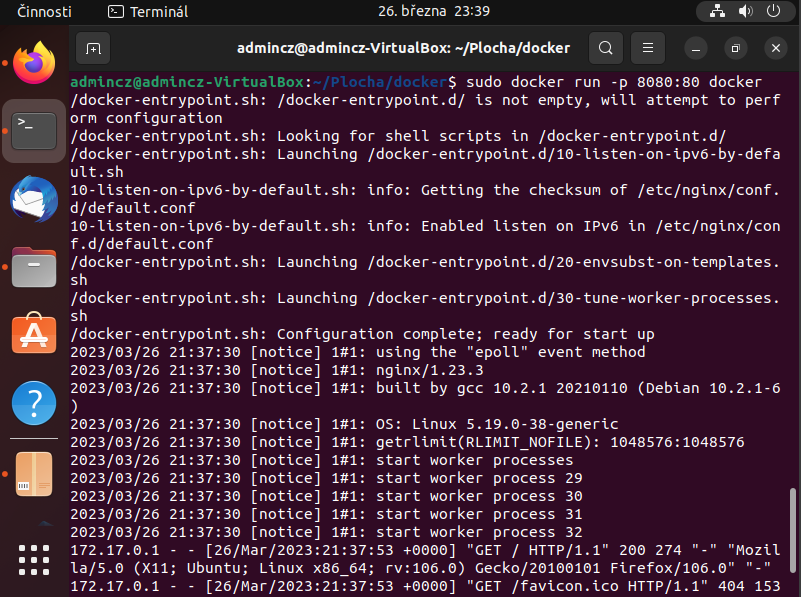 Činnosti
Terminál
26. března 23:39
admincz@admincz-VirtualBox: ~/Plocha/docker
admincz@admincz-VirtualBox:~/Plocha/docker$ sudo docker run -p 8080:80 docker
/docker-entrypoint.sh: /docker-entrypoint.d/ is not empty, will attempt to perf
orm configuration
/docker-entrypoint.sh: Looking for shell scripts in /docker-entrypoint.d/
/docker-entrypoint.sh: Launching /docker-entrypoint.d/10-listen-on-ipv6-by-defa
ult.sh
10-listen-on-ipv6-by-default.sh: info: Getting the checksum of /etc/nginx/conf.
d/default.conf
10-listen-on-ipv6-by-default.sh: info: Enabled listen on IPv6 in /etc/nginx/con
f.d/default.conf
/docker-entrypoint.sh: Launching /docker-entrypoint.d/20-envsubst-on-templates.
sh
/docker-entrypoint.sh: Launching /docker-entrypoint.d/30-tune-worker-processes.
sh
/docker-entrypoint.sh: Configuration complete; ready for start up
2023/03/26 21:37:30 [notice] 1#1: using the "epoll" event method
2023/03/26 21:37:30 [notice] 1#1: nginx/1.23.3
2023/03/26 21:37:30 [notice] 1#1: built by gcc 10.2.1 20210110 (Debian 10.2.1-6
)
2023/03/26 21:37:30 [notice] 1#1: OS: Linux 5.19.0-38-generic
2023/03/26 21:37:30 [notice] 1#1: getrlimit(RLIMIT_NOFILE): 1048576:1048576
2023/03/26 21:37:30 [notice] 1#1: start worker processes
2023/03/26 21:37:30 [notice] 1#1: start worker process 29
2023/03/26 21:37:30 [notice] 1#1: start worker process 30
2023/03/26 21:37:30 [notice] 1#1: start worker process 31
2023/03/26 21:37:30 [notice] 1#1: start worker process 32
172.17.0.1 - - [26/Mar/2023:21:37:53 +0000] "GET / HTTP/1.1" 200 274 "-" "Mozil
la/5.0 (X11; Ubuntu; Linux x86_64; rv:106.0) Gecko/20100101 Firefox/106.0" "-"
172.17.0.1 - - [26/Mar/2023:21:37:53 +0000] "GET /favicon.ico HTTP/1.1" 404 153